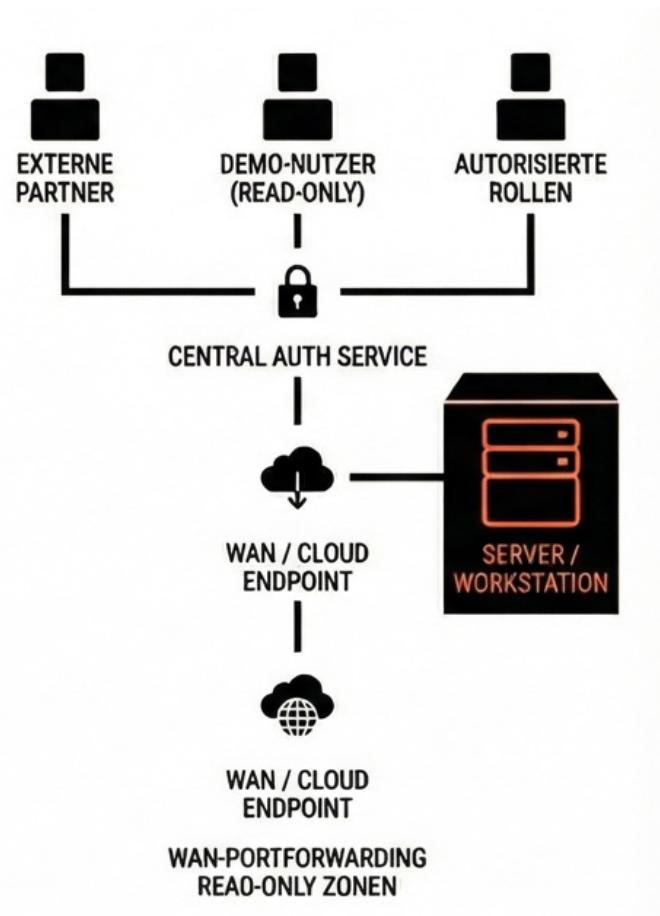 EXTERNE
PARTNER
DEMO-NUTZER
(READ-ONLY)
AUTORISIERTE
ROLLEN
CENTRAL AUTH SERVICE
WAN / CLOUD
ENDPOINT
SERVER /
WORKSTATION
WAN / CLOUD
ENDPOINT
WAN-PORTFORWARDING
REAO-ONLY ZONEN